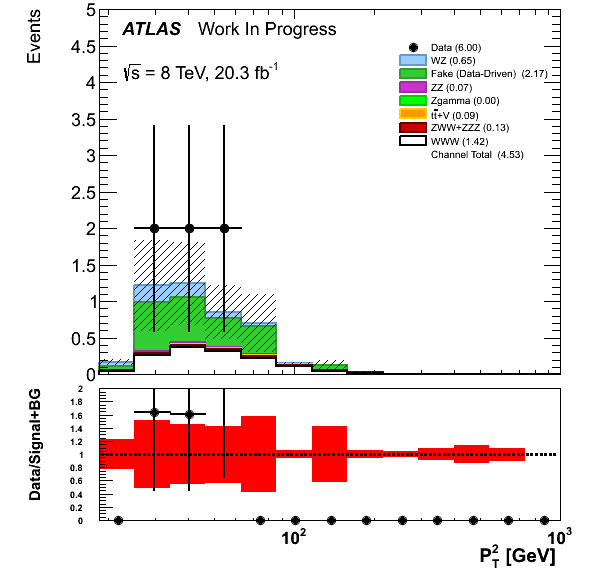 Events
5
4.5
4
3.5
3
2.5
2
1.5
1
0.5
0
ATLAS Work In Progress
√s = 8 TeV, 20.3 fb⁻¹
Data (6.00)
WZ (0.65)
Fake (Data-Driven) (2.17)
ZZ (0.07)
Zgamma (0.00)
tt̄+V (0.09)
ZWW+ZZZ (0.13)
WWW (1.42)
Channel Total (4.53)
Data/Signal+BG
2
1.8
1.6
1.4
1.2
1
0.8
0.6
0.4
0.2
0
10²
10³
P²_T [GeV]